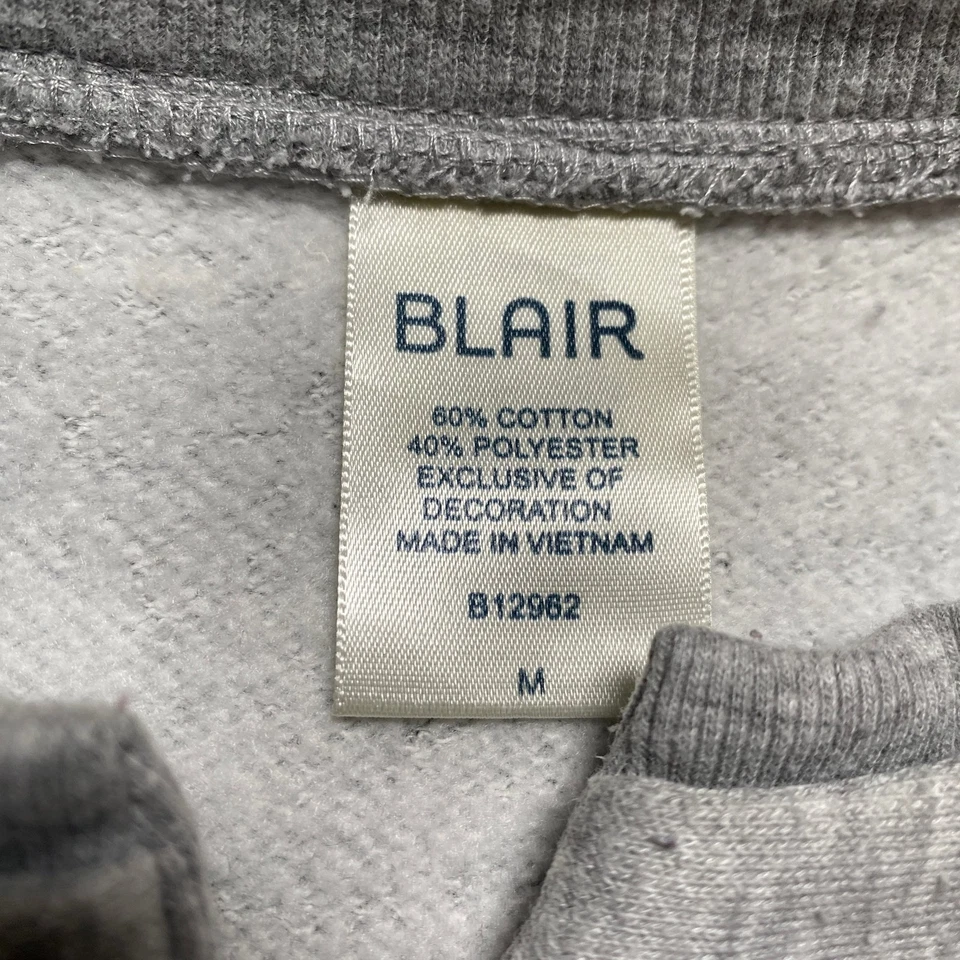 BLAIR
60% COTTON
40% POLYESTER
EXCLUSIVE OF
DECORATION
MADE IN VIETNAM
B12962
M